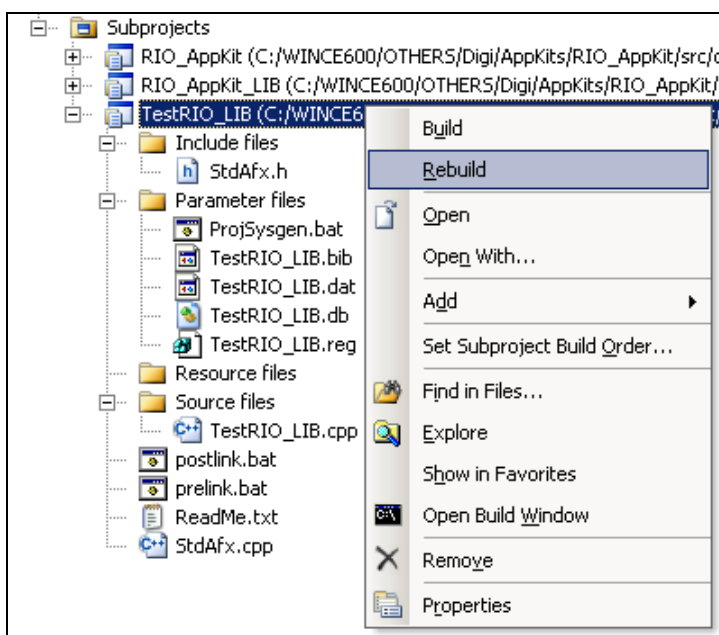 Subprojects
RIO_AppKit (C:/WINCE600/OTHERS/Digi/AppKits/RIO_AppKit/src/
RIO_AppKit_LIB (C:/WINCE600/OTHERS/Digi/AppKits/RIO_AppKit/
TestRIO_LIB (C:/WINCE6
Include files
StdAfx.h
Parameter files
ProjSysgen.bat
TestRIO_LIB.bib
TestRIO_LIB.dat
TestRIO_LIB.db
TestRIO_LIB.reg
Resource files
Source files
TestRIO_LIB.cpp
postlink.bat
prelink.bat
ReadMe.txt
StdAfx.cpp
Build
Rebuild
Open
Open With...
Add
Set Subproject Build Order...
Find in Files...
Explore
Show in Favorites
Open Build Window
Remove
Properties